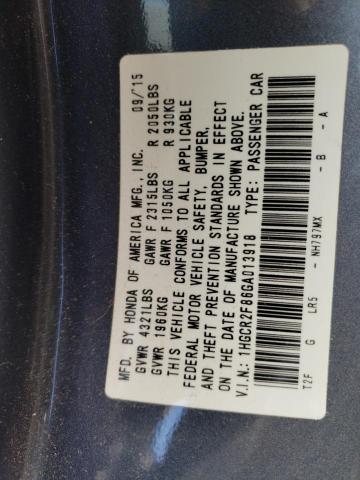 MFD. BY HONDA OF AMERICA MFG., INC. 09/'15
GVWR 4321LBS GAWR F 2315LBS R 2050LBS
GVWR 1960KG GAWR F 1050KG R 930KG
THIS VEHICLE CONFORMS TO ALL APPLICABLE
FEDERAL MOTOR VEHICLE SAFETY, BUMPER,
AND THEFT PREVENTION STANDARDS IN EFFECT
ON THE DATE OF MANUFACTURE SHOWN ABOVE.
V.I.N.: 1HGCR2F86GA013918 TYPE: PASSENGER CAR
T2F G LR5 - NH797MX - B - A